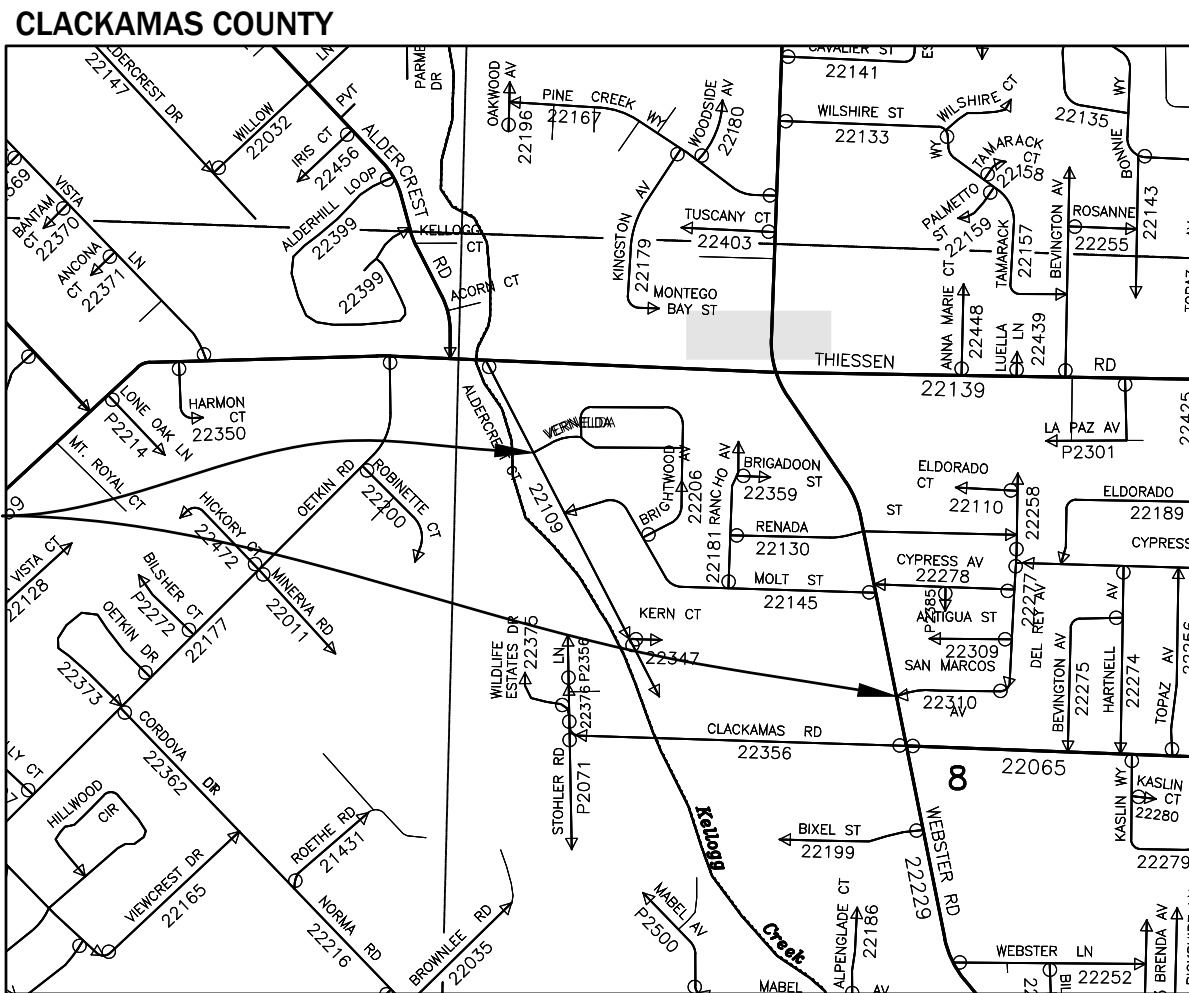 CLACKAMAS COUNTY
22147
WILLOW
LN
22032
PVT
IRIS CT
22456
ALDERCREST
RD
DR
OAKWOOD
AV
22196
PINE CREEK
WY
22167
WOODSIDE
AV
22180
CAVALIER ST
22141
WILSHIRE ST
22133
WILSHIRE CT
WY
WY
22135
BONNIE
22143
TAMARACK
CT
22158
PALMETTO
ST
22159
TAMARACK
22157
BEVINGTON AV
ROSANNE
22255
VISTA
LN
BANTAM
CT
22370
ANCONA
CT
22371
ALDERHILL LOOP
22399
22399
KELLOGG
CT
ACORN CT
KINGSTON
AV
22179
MONTEGO
BAY ST
TUSCANY CT
22403
ANNA MARIE CT
22448
LUELLA
LN
22439
THIESSEN
RD
22139
LA PAZ AV
P2301
22425
HARMON
CT
22350
LONE OAK LN
P2214
MT. ROYAL CT
OETKIN RD
ROBINETTE CT
22200
HICKORY CT
22472
MINERVA RD
22011
VISTA CT
22128
BILSHER CT
P2272
22177
OETKIN DR
22373
ALDERCREST CT
22109
BRIGHTWOOD
AV
22206
RANCHO AV
22181
BRIGADOON
ST
22359
RENADA
ST
22130
MOLT ST
22145
ELDORADO
CT
22110
22258
ELDORADO
22189
CYPRESS
CYPRESS AV
22278
22277
P2385
ANTIGUA ST
22309
DEL REY AV
SAN MARCOS
22310
AV
BEVINGTON AV
22275
HARTNELL
AV
22274
TOPAZ AV
KERN CT
22347
WILDLIFE
ESTATES DR
22375
LN
P2356
22376
CLACKAMAS RD
22356
8
22065
STOHLER RD
P2071
CORDOVA
DR
22362
HILLWOOD
CIR
VIEWCREST DR
22165
ROETHE RD
21431
NORMA RD
22216
BROWNLEE RD
22035
Kellogg
Creek
MABEL AV
P2500
BIXEL ST
22199
WEBSTER RD
22229
ALPENGLADE CT
22186
MABEL
AV
KASLIN WY
KASLIN
CT
22280
22279
WEBSTER LN
22252
BRENDA AV